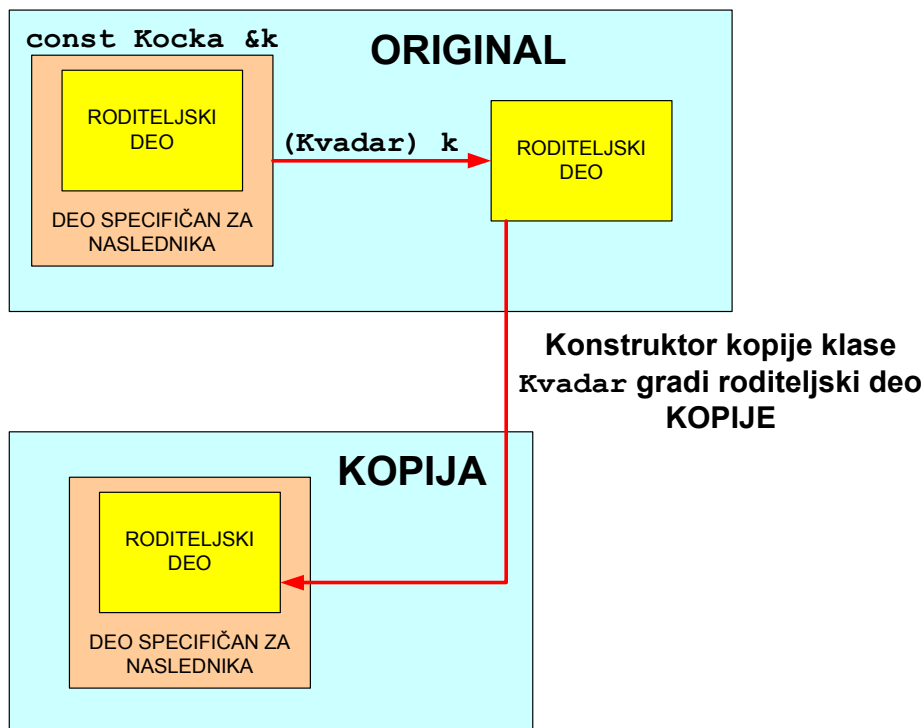 const Kocka &k
ORIGINAL
RODITELJSKI
DEO
DEO SPECIFIČAN ZA
NASLEDNIKA
(Kvadar) k
RODITELJSKI
DEO
Konstruktor kopije klase
Kvadar gradi roditeljski deo
KOPIJE
KOPIJA
RODITELJSKI
DEO
DEO SPECIFIČAN ZA
NASLEDNIKA